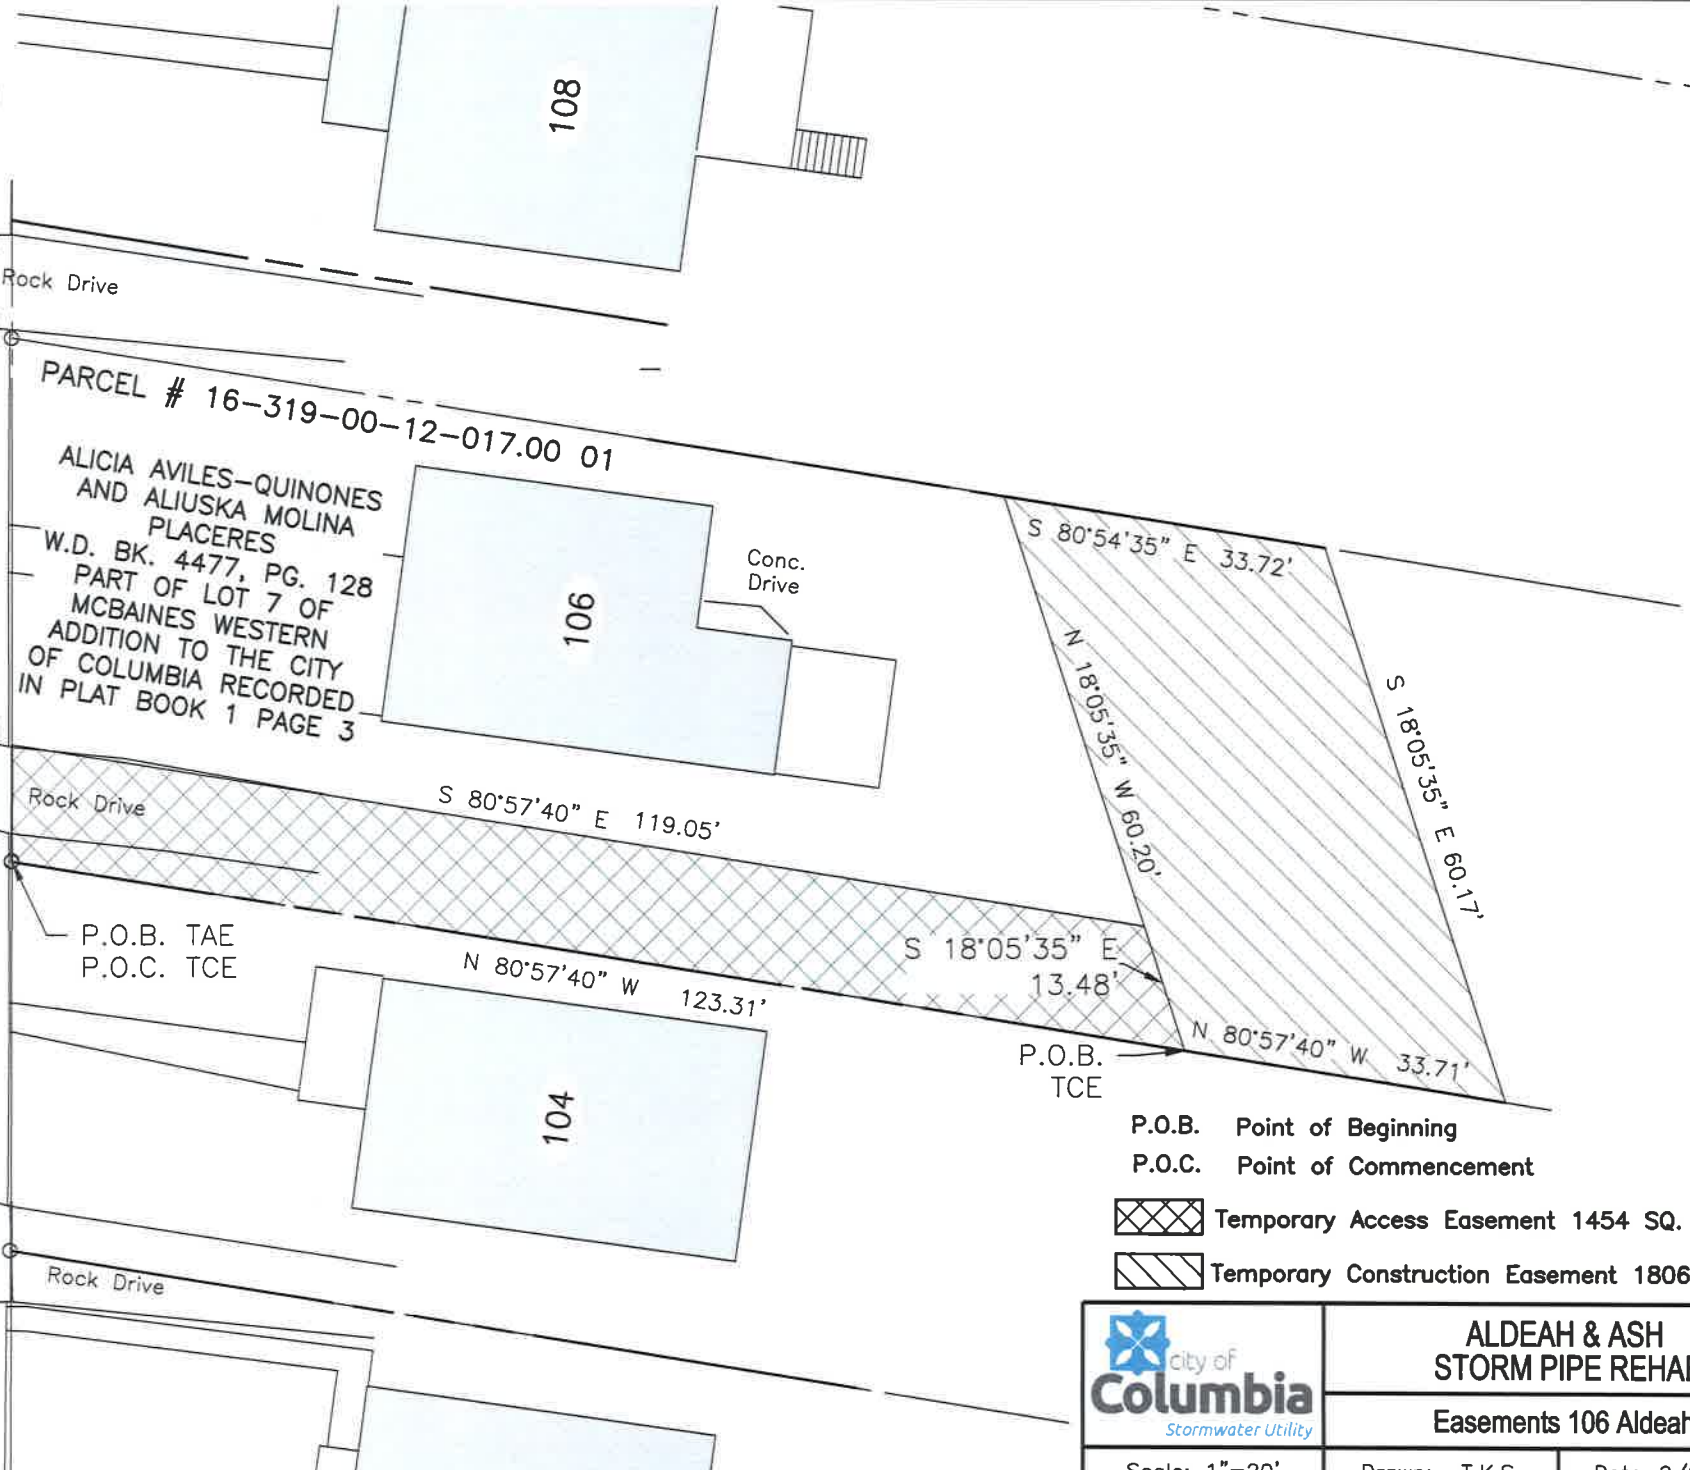 108
Rock Drive
PARCEL # 16-319-00-12-017.00 01
ALICIA AVILES-QUINONES
AND ALIUSKA MOLINA
PLACERES
W.D. BK. 4477, PG. 128
PART OF LOT 7 OF
MCBAINES WESTERN
ADDITION TO THE CITY
OF COLUMBIA RECORDED
IN PLAT BOOK 1 PAGE 3
106
Conc.
Drive
S 80°54'35" E 33.72'
N 18°05'35" W 60.20'
S 18°05'35" E 60.17'
Rock Drive
S 80°57'40" E 119.05'
P.O.B. TAE
P.O.C. TCE
N 80°57'40" W 123.31'
S 18°05'35" E
13.48'
N 80°57'40" W 33.71'
P.O.B.
TCE
104
P.O.B. Point of Beginning
P.O.C. Point of Commencement
Temporary Access Easement 1454 SQ.
Temporary Construction Easement 1806
Rock Drive
city of
Columbia
Stormwater Utility
ALDEAH & ASH
STORM PIPE REHAB
Easements 106 Aldeah
Scale: 1"=20'
Drawn: T.K.S.